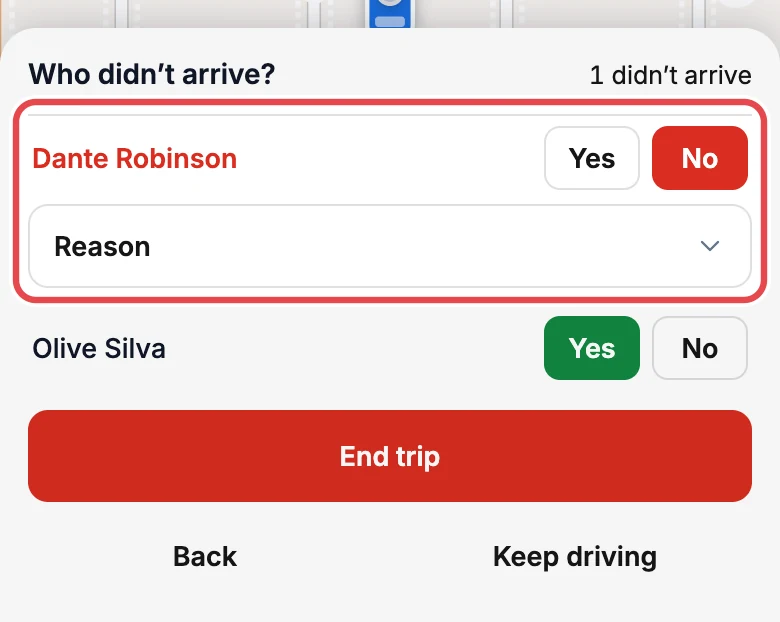 Who didn’t arrive?
1 didn’t arrive
Dante Robinson
Yes
No
Reason
Olive Silva
Yes
No
End trip
Back
Keep driving